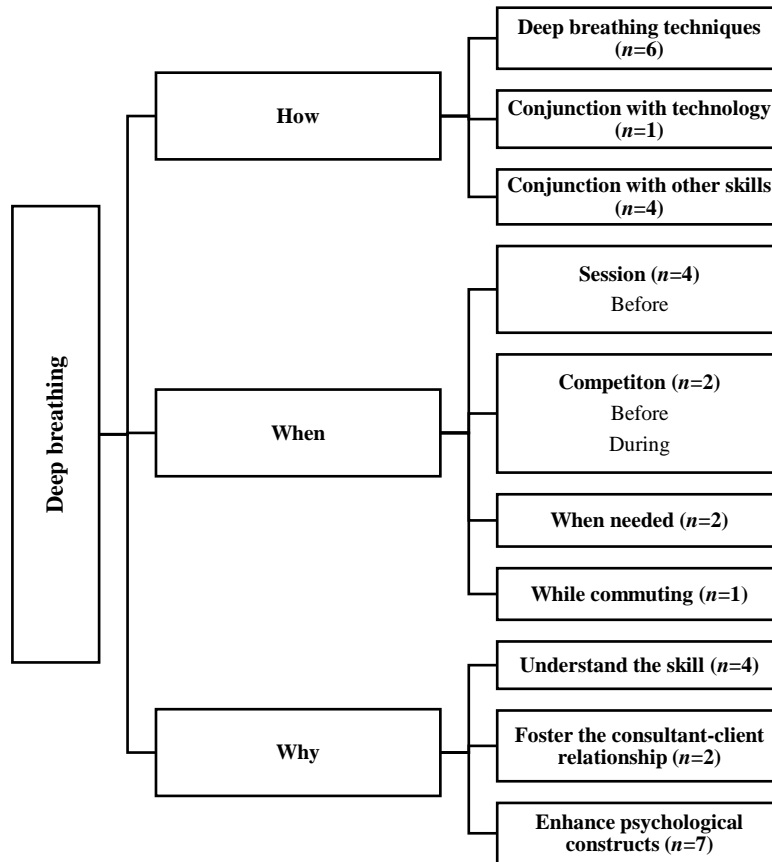 Deep breathing
How
Deep breathing techniques
(n=6)
Conjunction with technology
(n=1)
Conjunction with other skills
(n=4)
When
Session (n=4)
Before
Competiton (n=2)
Before
During
When needed (n=2)
While commuting (n=1)
Why
Understand the skill (n=4)
Foster the consultant-client
relationship (n=2)
Enhance psychological
constructs (n=7)